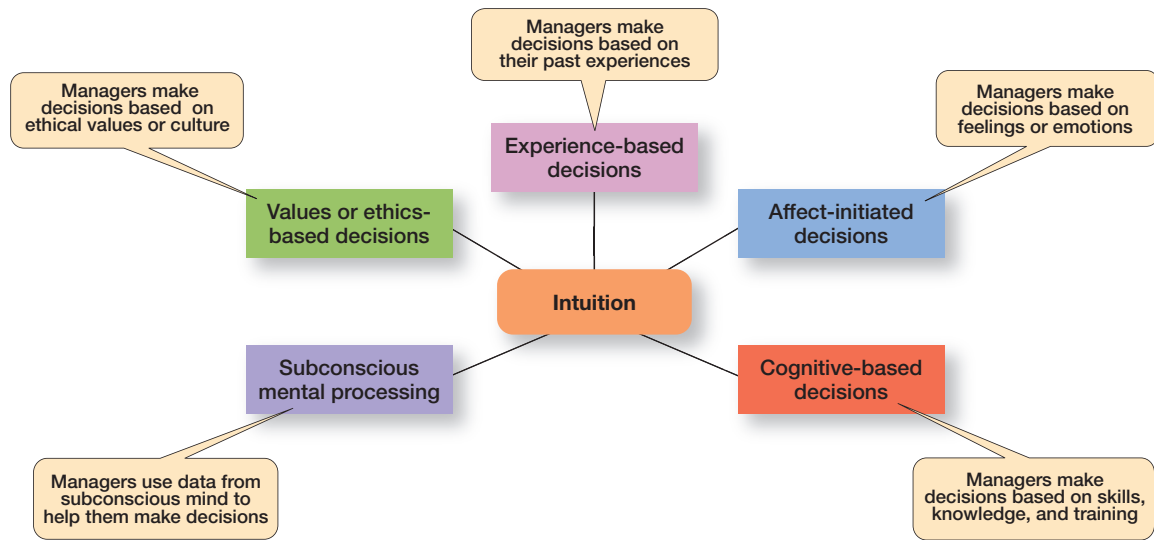 Managers make
decisions based on
their past experiences
Managers make
decisions based on
ethical values or culture
Managers make
decisions based on
feelings or emotions
Experience-based
decisions
Values or ethics-
based decisions
Affect-initiated
decisions
Intuition
Subconscious
mental processing
Cognitive-based
decisions
Managers use data from
subconscious mind to
help them make decisions
Managers make
decisions based on skills,
knowledge, and training